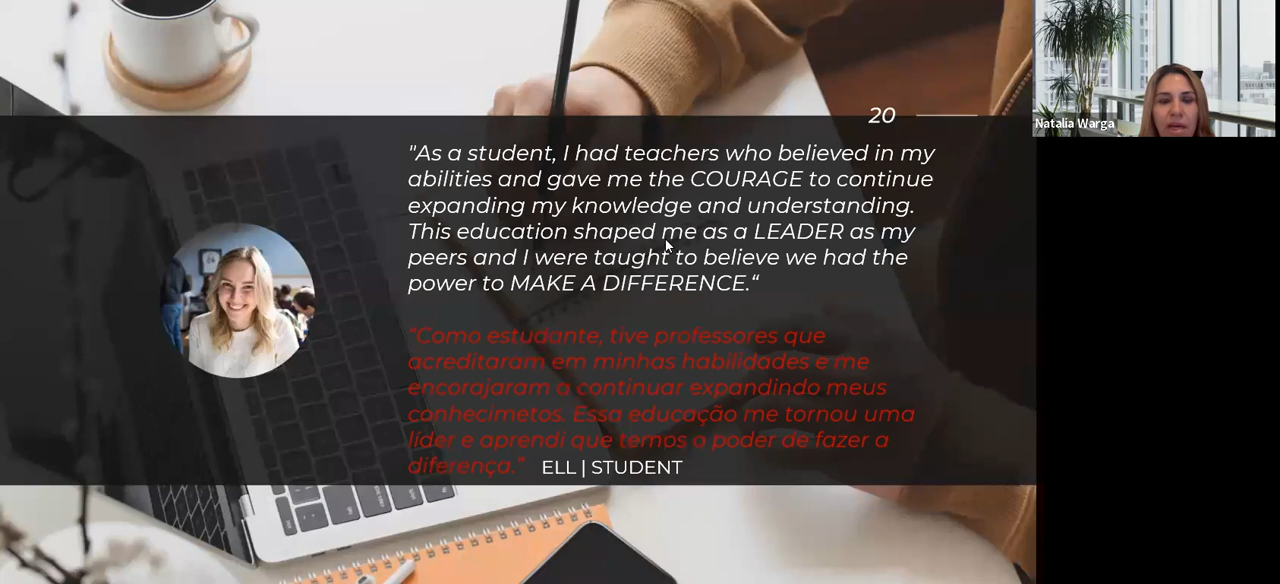 20
"As a student, I had teachers who believed in my
abilities and gave me the COURAGE to continue
expanding my knowledge and understanding.
This education shaped me as a LEADER as my
peers and I were taught to believe we had the
power to MAKE A DIFFERENCE.“
"Como estudante, tive professores que
acreditaram em minhas habilidades e me
encorajaram a continuar expandindo meus
conhecimetos. Essa educação me tornou uma
líder e aprendi que temos o poder de fazer a
diferença.”
ELL | STUDENT
Natalia Warga